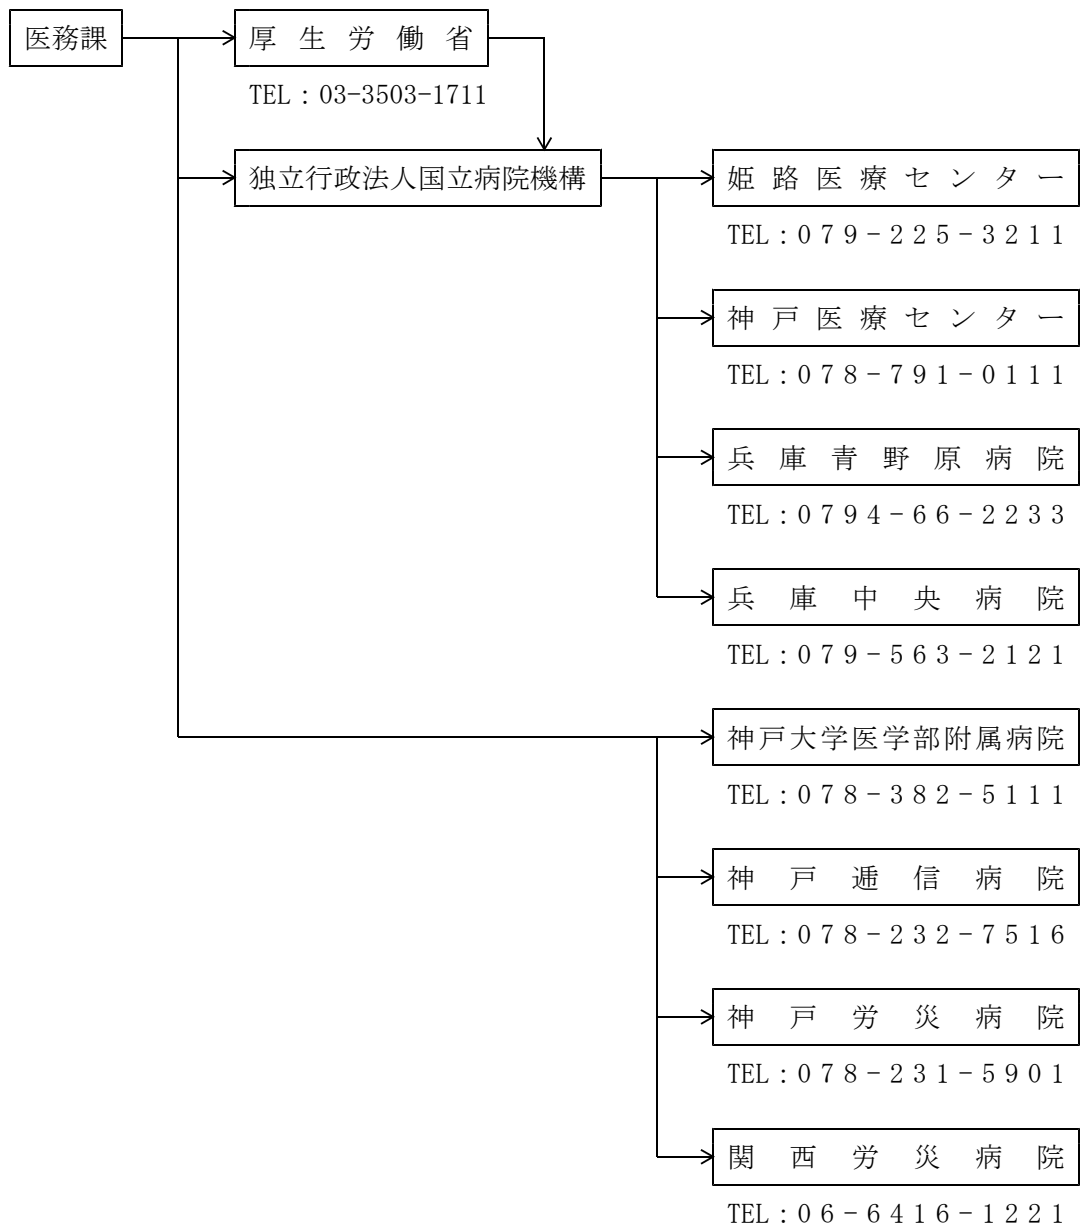 医務課
厚生労働省
TEL：03-3503-1711
独立行政法人国立病院機構
姫路医療センター
TEL：079-225-3211
神戸医療センター
TEL：078-791-0111
兵庫青野原病院
TEL：0794-66-2233
兵庫中央病院
TEL：079-563-2121
神戸大学医学部附属病院
TEL：078-382-5111
神戸逓信病院
TEL：078-232-7516
神戸労災病院
TEL：078-231-5901
関西労災病院
TEL：06-6416-1221